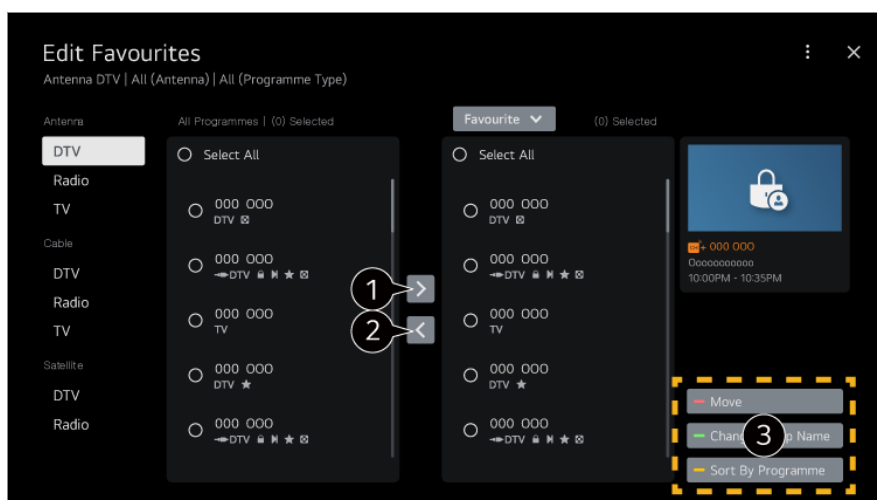 Edit Favourites
Antenna DTV | All (Antenna) | All (Programme Type)
Antenna
DTV
Radio
TV
Cable
DTV
Radio
TV
Satellite
DTV
Radio
All Programmes | (0) Selected
Select All
000 000
DTV
000 000
DTV
000 000
TV
000 000
DTV
000 000
DTV
1
2
Favourite
(0) Selected
Select All
000 000
DTV
000 000
DTV
000 000
TV
000 000
DTV
000 000
DTV
CH+ 000 000
Ooooooooooo
10:00PM - 10:35PM
Move
3
Name
Sort By Programme